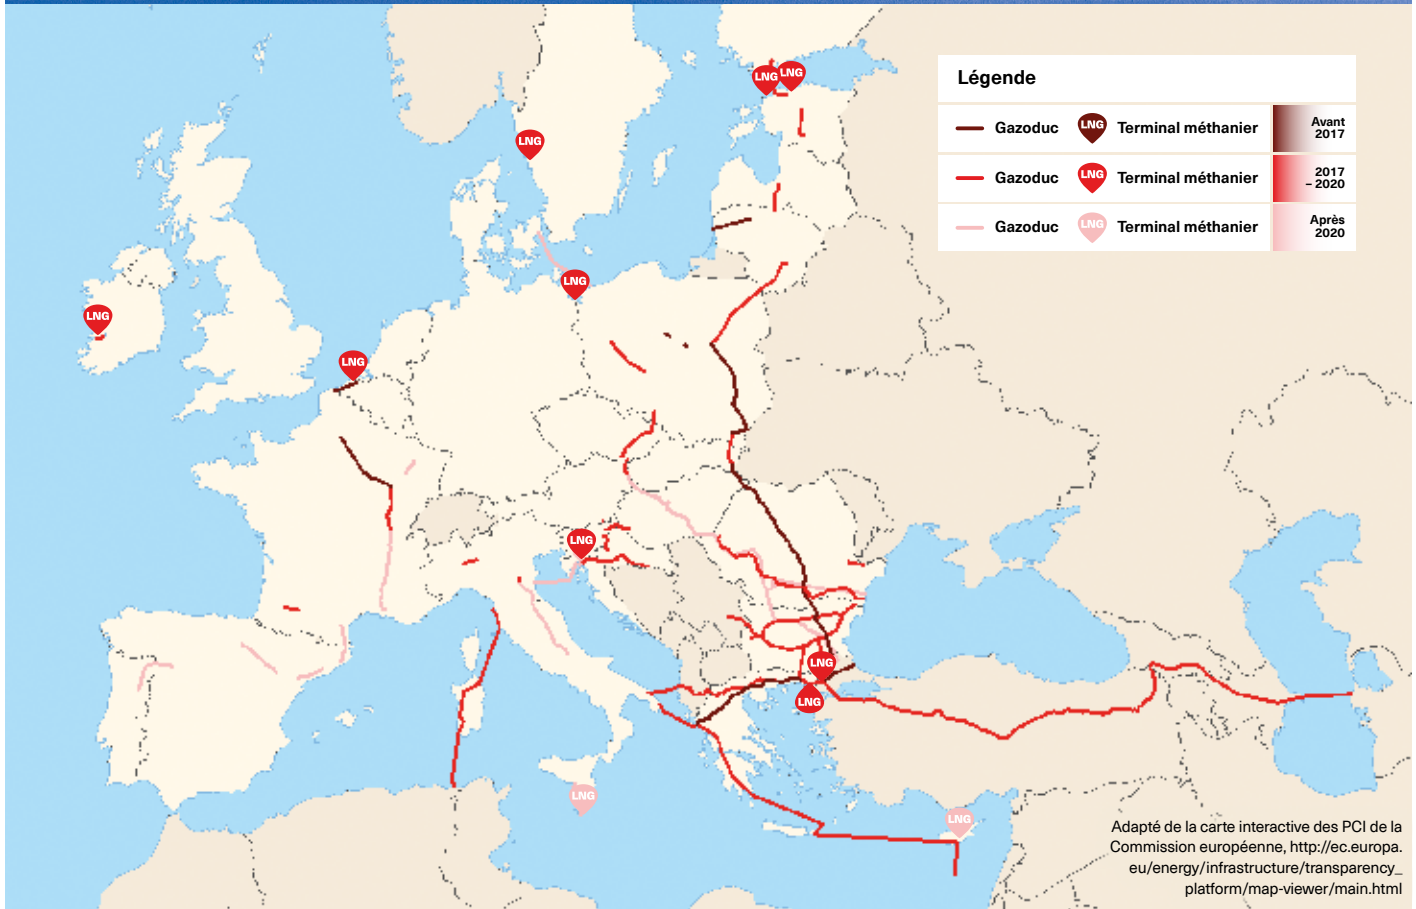 LNG
LNG
LNG
LNG
LNG
LNG
LNG
LNG
LNG
LNG
LNG
Légende
Gazoduc LNG Terminal méthanier Avant
2017
Gazoduc LNG Terminal méthanier 2017
– 2020
Gazoduc LNG Terminal méthanier Après
2020
Adapté de la carte interactive des PCI de la
Commission européenne, http://ec.europa.
eu/energy/infrastructure/transparency_
platform/map-viewer/main.html